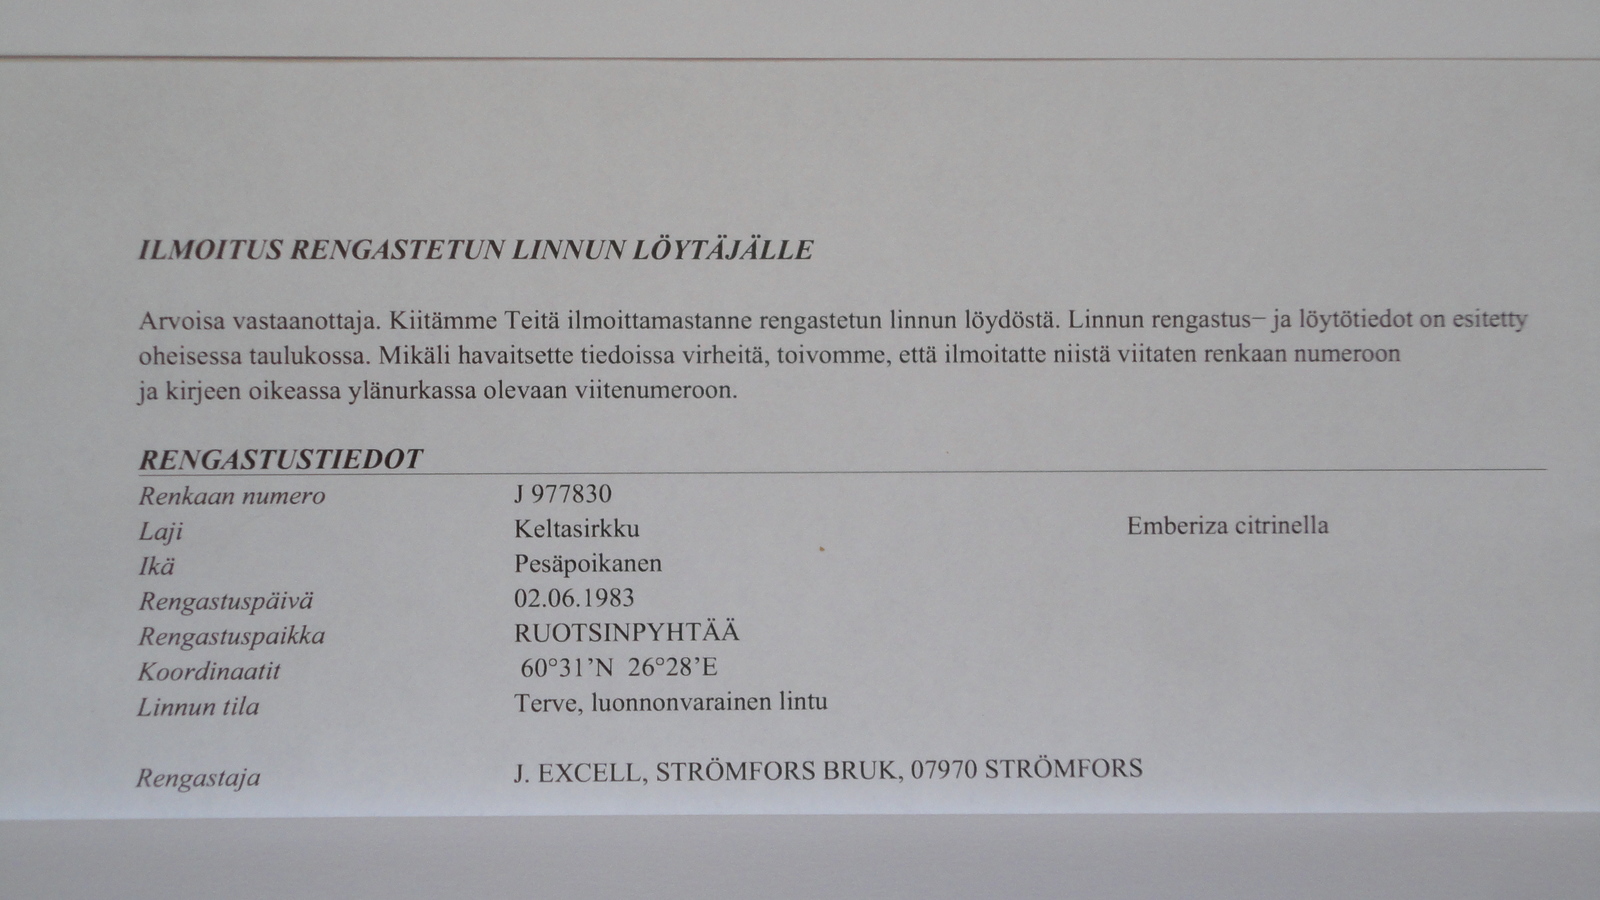 ILMOITUS RENGASTETUN LINNUN LÖYTÄJÄLLE
Arvoisa vastaanottaja. Kiitämme Teitä ilmoittamastanne rengastetun linnun löydöstä. Linnun rengastus− ja löytötiedot on esitetty
oheisessa taulukossa. Mikäli havaitsette tiedoissa virheitä, toivomme, että ilmoitatte niistä viitaten renkaan numeroon
ja kirjeen oikeassa ylänurkassa olevaan viitenumeroon.
RENGASTUSTIEDOT
Renkaan numero J 977830
Laji Keltasirkku Emberiza citrinella
Ikä Pesäpoikanen
Rengastuspäivä 02.06.1983
Rengastuspaikka RUOTSINPYHTÄÄ
Koordinaatit 60°31’N 26°28’E
Linnun tila Terve, luonnonvarainen lintu
Rengastaja J. EXCELL, STRÖMFORS BRUK, 07970 STRÖMFORS